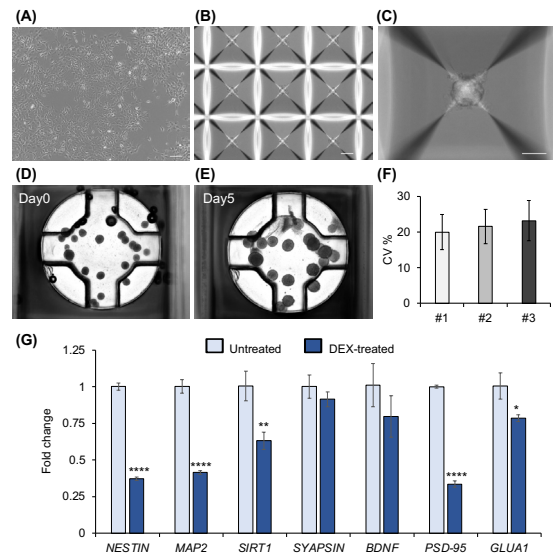 (A)
(B)
(C)
(D)
Day0
(E)
Day5
(F)
CV %
30
20
10
0
#1
#2
#3
(G)
Untreated
DEX-treated
Fold change
1.25
1
0.75
0.5
0.25
0
****
****
**
****
*
NESTIN
MAP2
SIRT1
SYAPSIN
BDNF
PSD-95
GLUA1